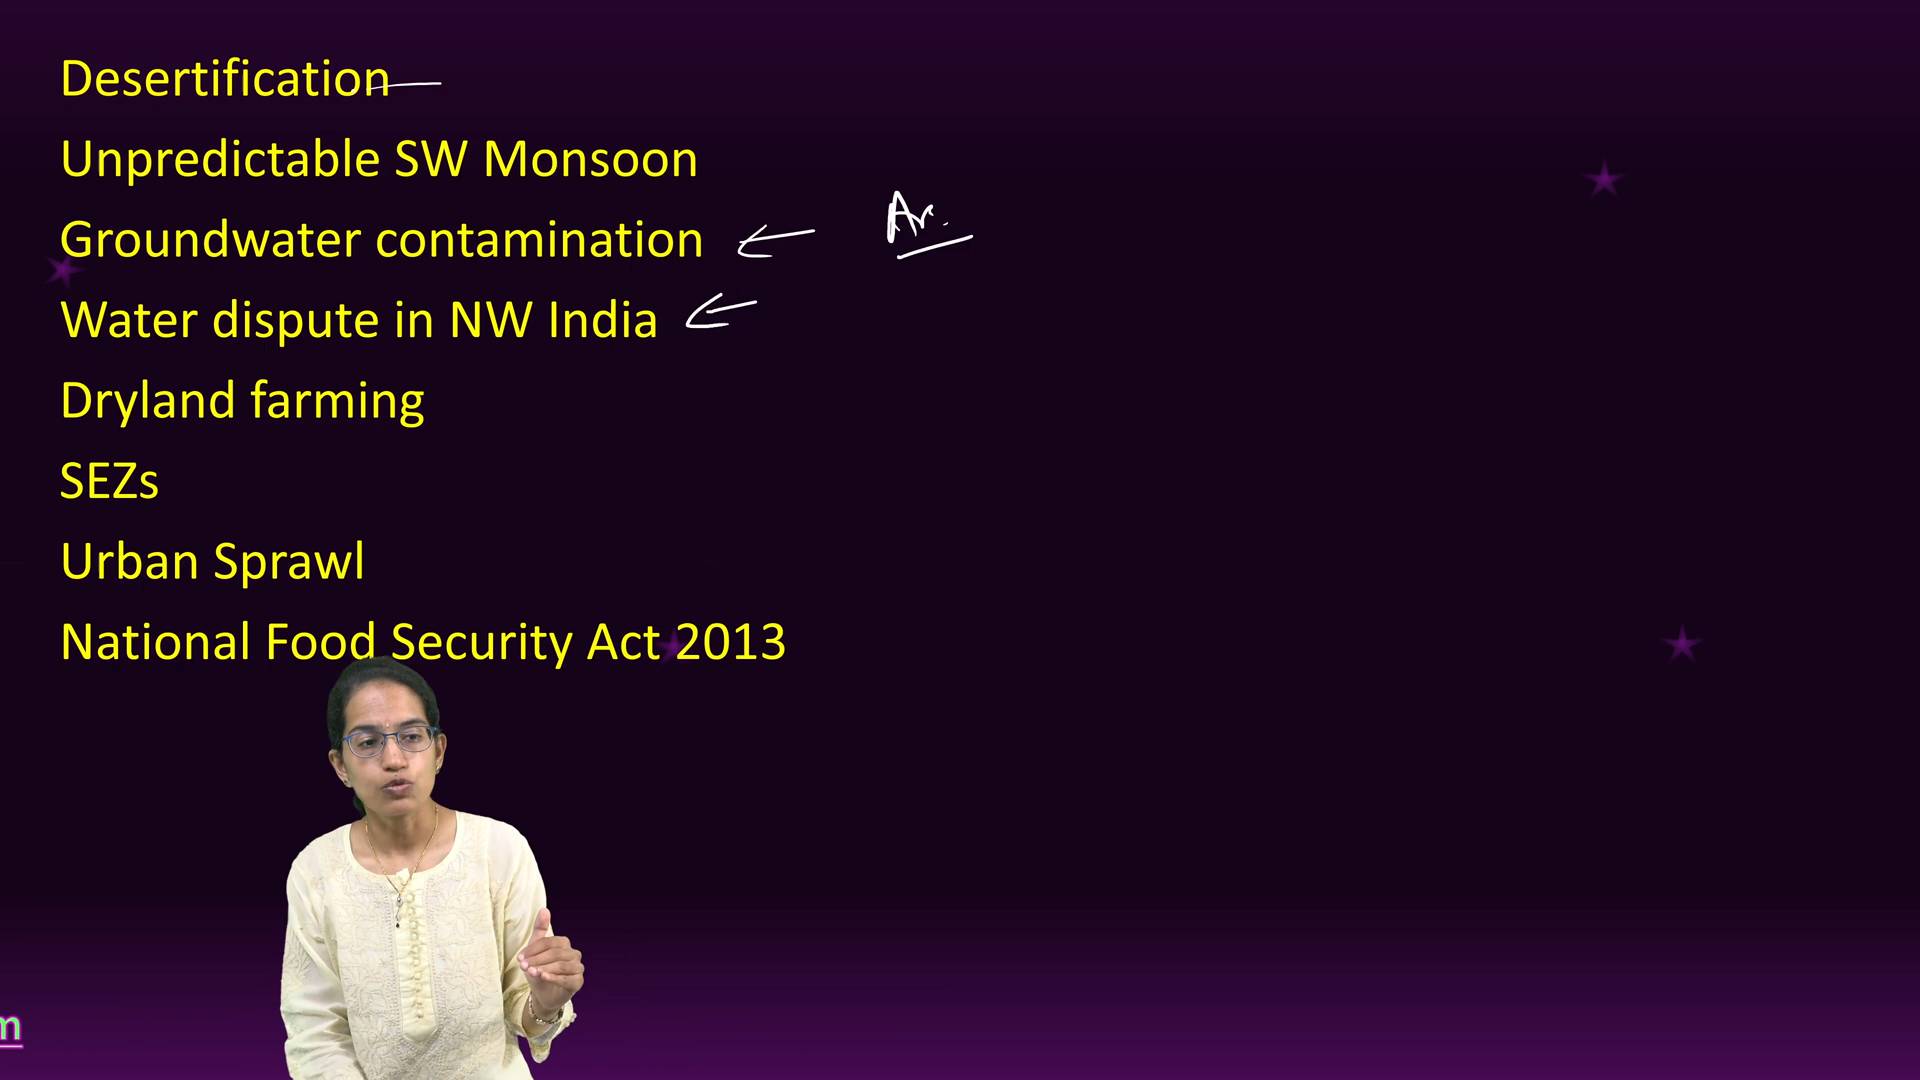 Desertification
Unpredictable SW Monsoon
Groundwater contamination
Ar.
Water dispute in NW India
Dryland farming
SEZs
Urban Sprawl
National Food Security Act 2013
m